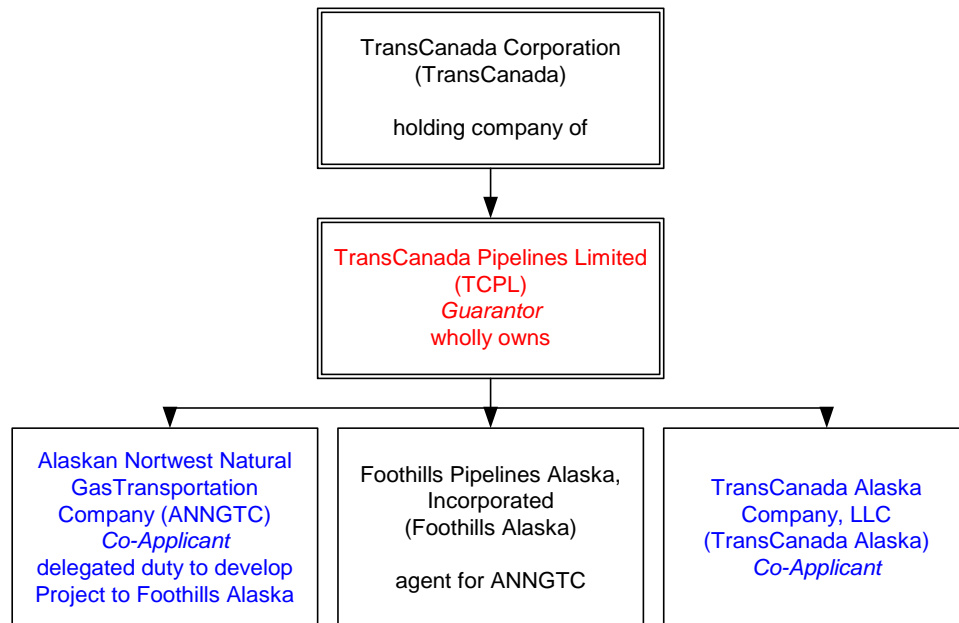 TransCanada Corporation
(TransCanada)
holding company of
TransCanada Pipelines Limited
(TCPL)
Guarantor
wholly owns
Alaskan Nortwest Natural
GasTransportation
Company (ANNGTC)
Co-Applicant
delegated duty to develop
Project to Foothills Alaska
Foothills Pipelines Alaska,
Incorporated
(Foothills Alaska)
agent for ANNGTC
TransCanada Alaska
Company, LLC
(TransCanada Alaska)
Co-Applicant